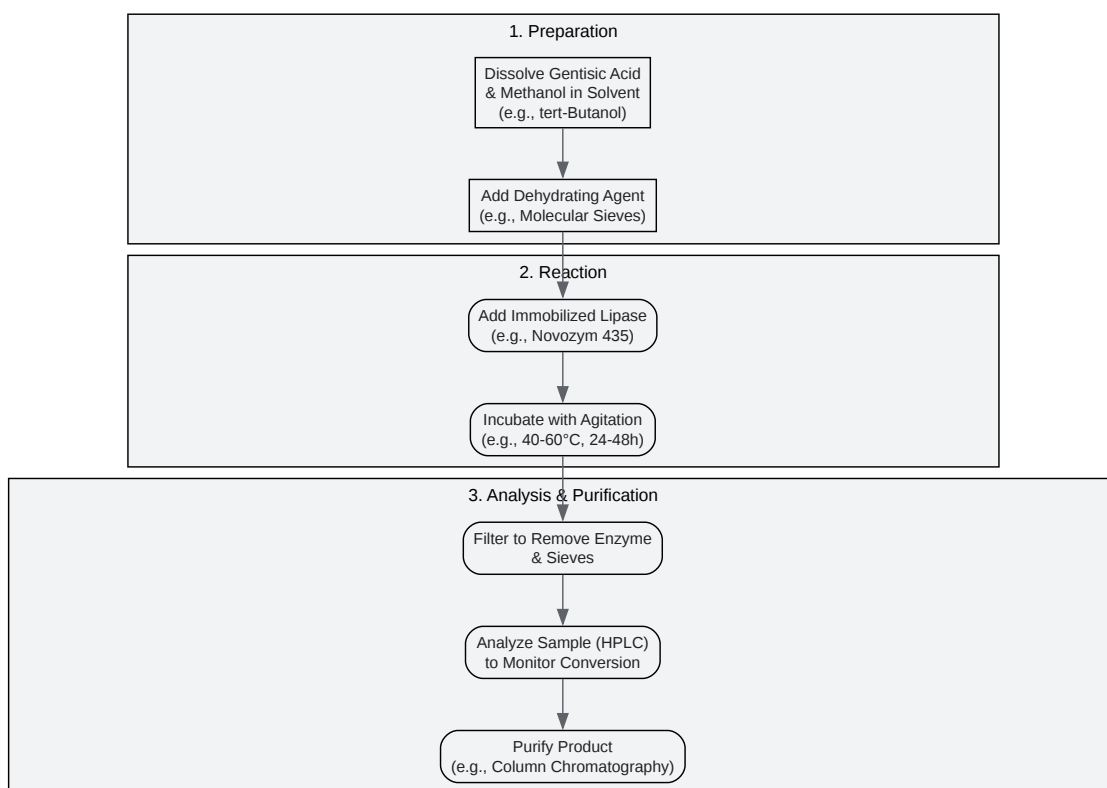 1. Preparation
Dissolve Gentisic Acid
& Methanol in Solvent
(e.g., tert-Butanol)
Add Dehydrating Agent
(e.g., Molecular Sieves)
2. Reaction
Add Immobilized Lipase
(e.g., Novozym 435)
Incubate with Agitation
(e.g., 40-60°C, 24-48h)
3. Analysis & Purification
Filter to Remove Enzyme
& Sieves
Analyze Sample (HPLC)
to Monitor Conversion
Purify Product
(e.g., Column Chromatography)